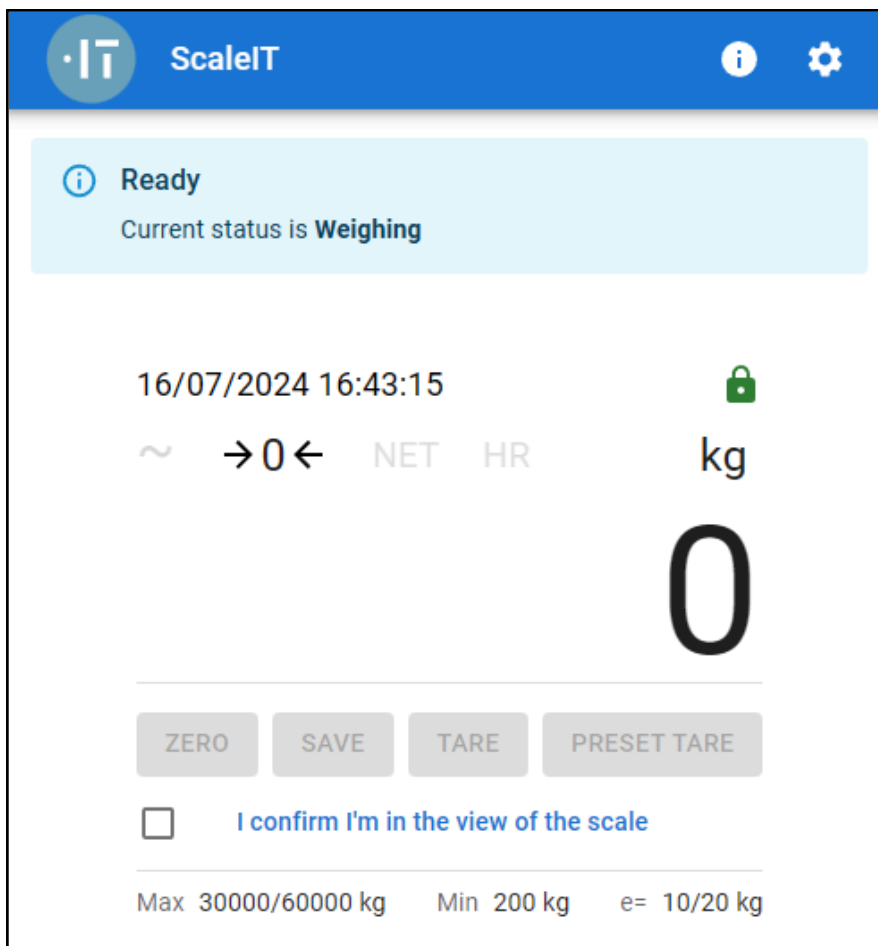 ·IT ScaleIT
Ready
Current status is Weighing
16/07/2024 16:43:15
~ →0← NET HR kg
0
ZERO SAVE TARE PRESET TARE
I confirm I'm in the view of the scale
Max 30000/60000 kg Min 200 kg e= 10/20 kg